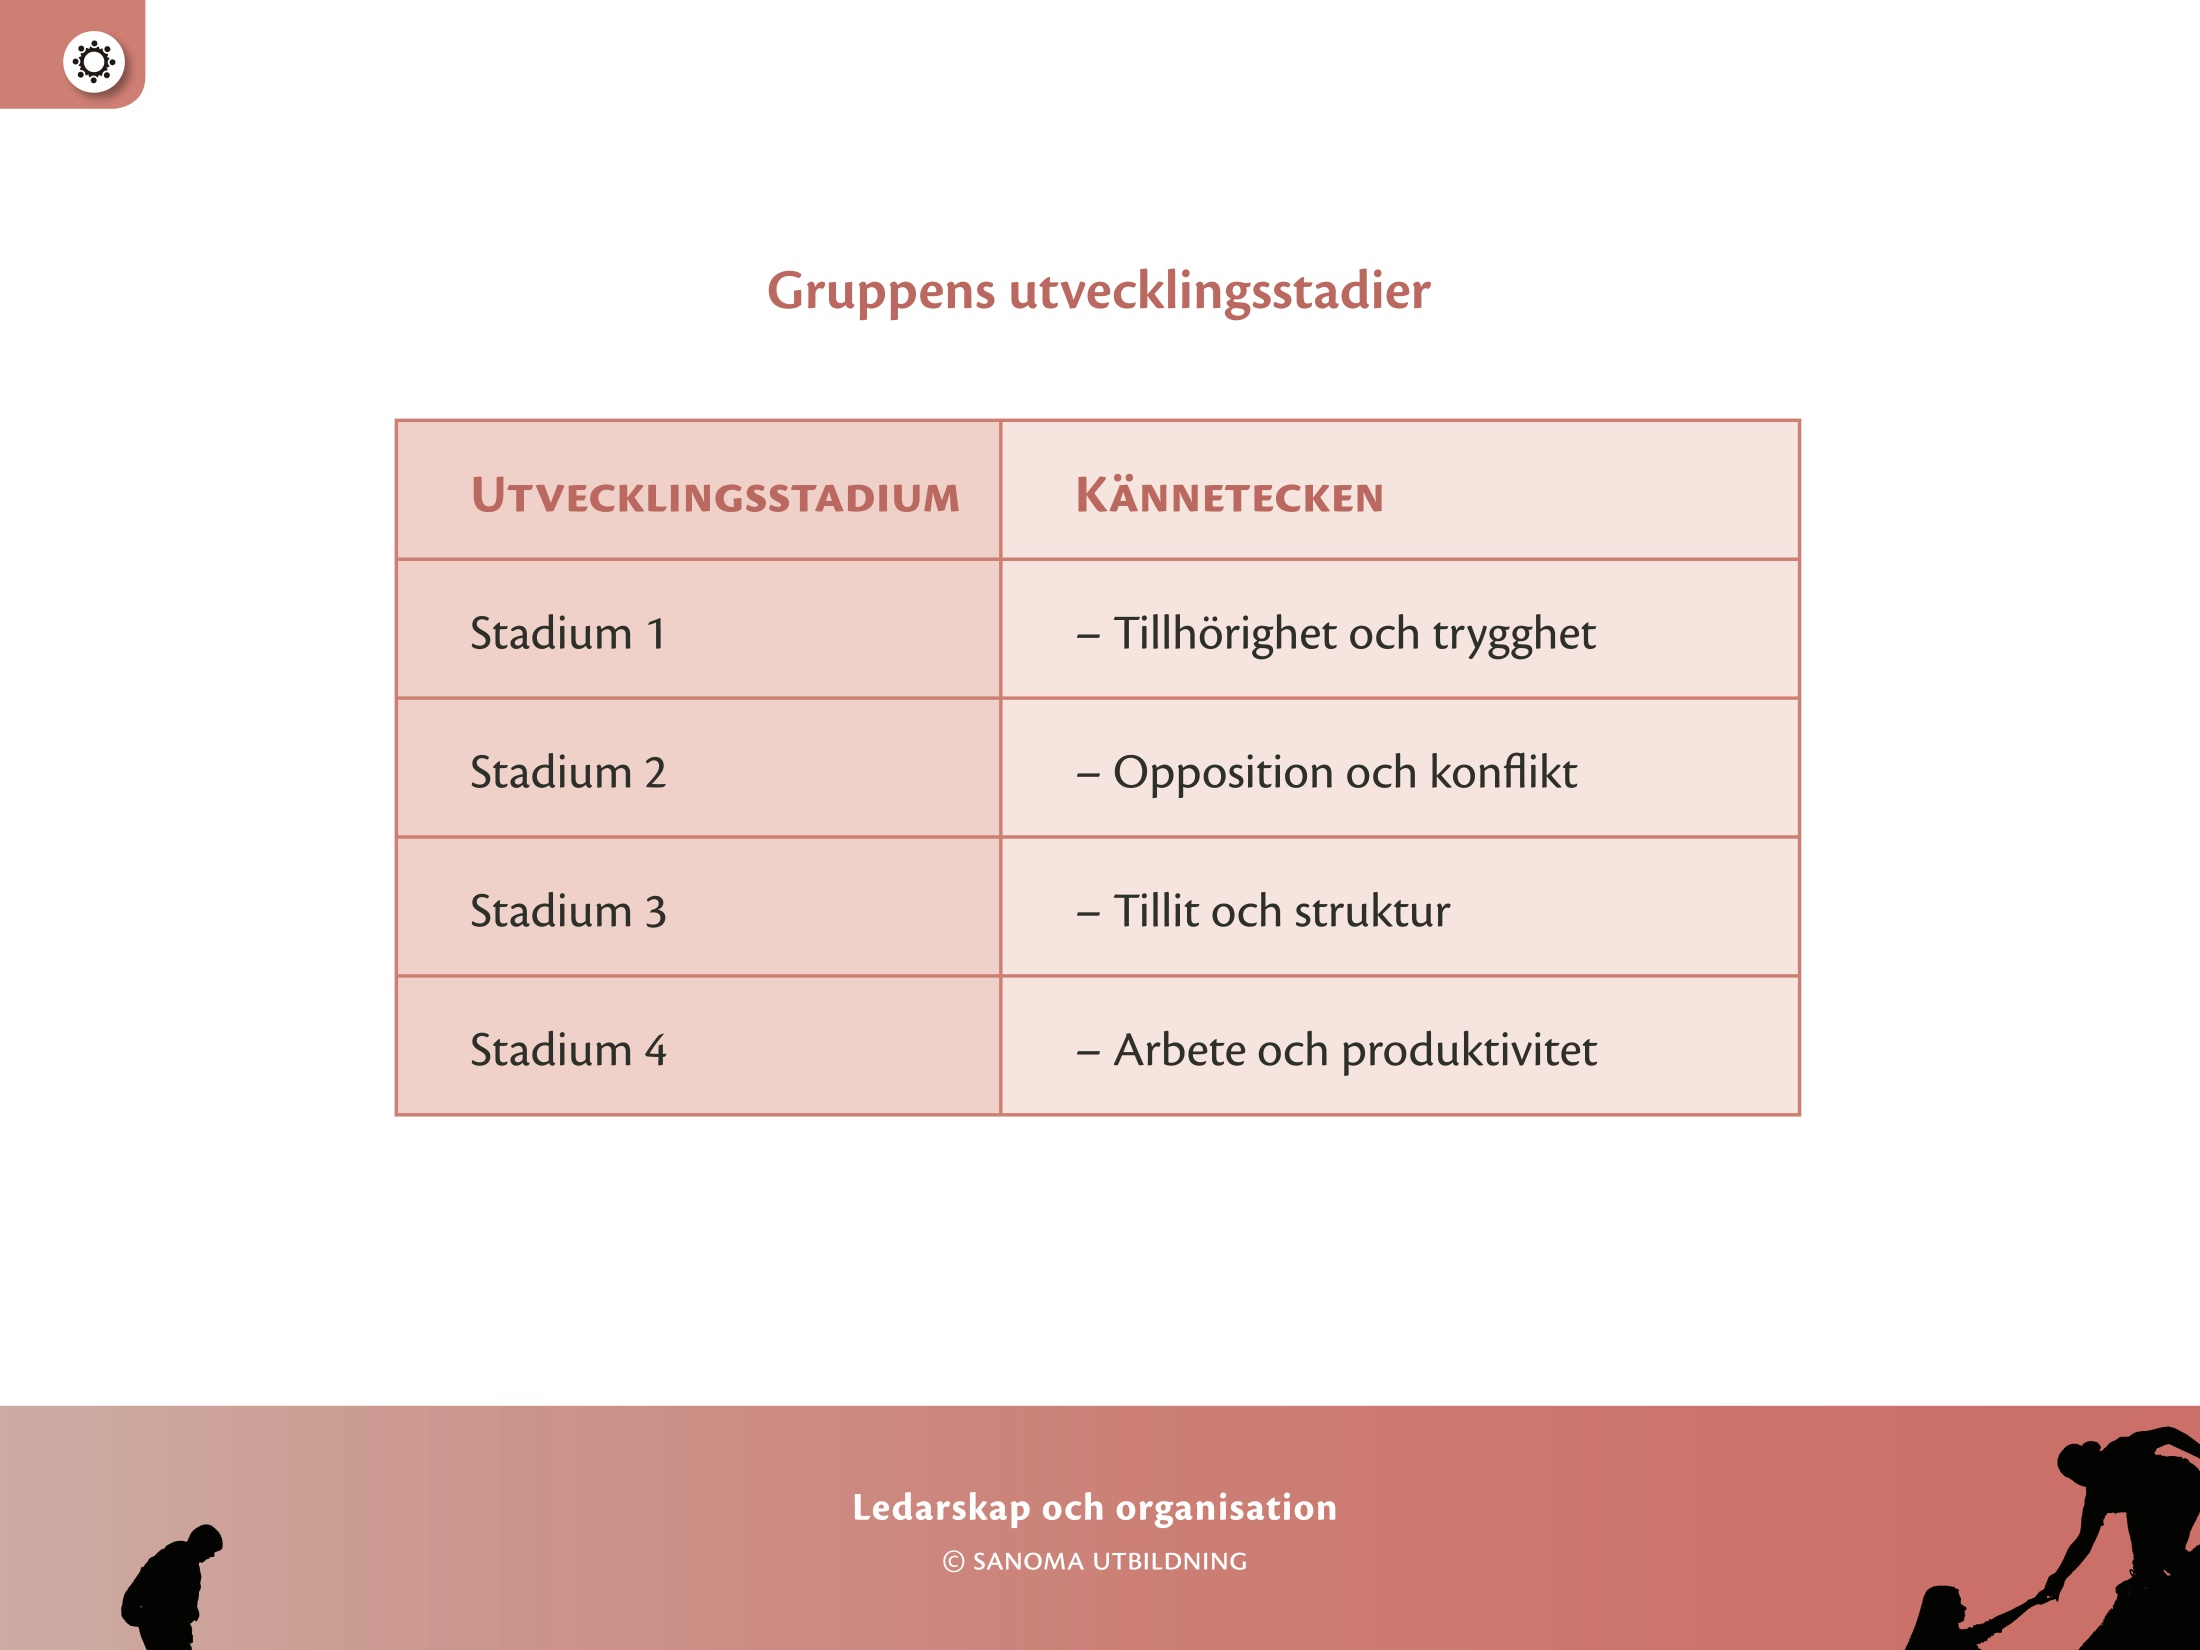 Gruppens utvecklingsstadier
Utvecklingsstadium
Kännetecken
Stadium 1
– Tillhörighet och trygghet
Stadium 2
– Opposition och konflikt
Stadium 3
– Tillit och struktur
Stadium 4
– Arbete och produktivitet
Ledarskap och organisation
© SANOMA UTBILDNING